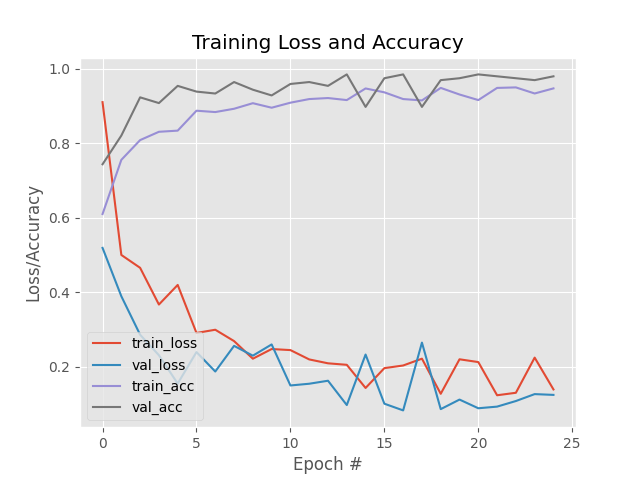 Training Loss and Accuracy
Loss/Accuracy
1.0
0.8
0.6
0.4
0.2
train_loss
val_loss
train_acc
val_acc
0 5 10 15 20 25
Epoch #